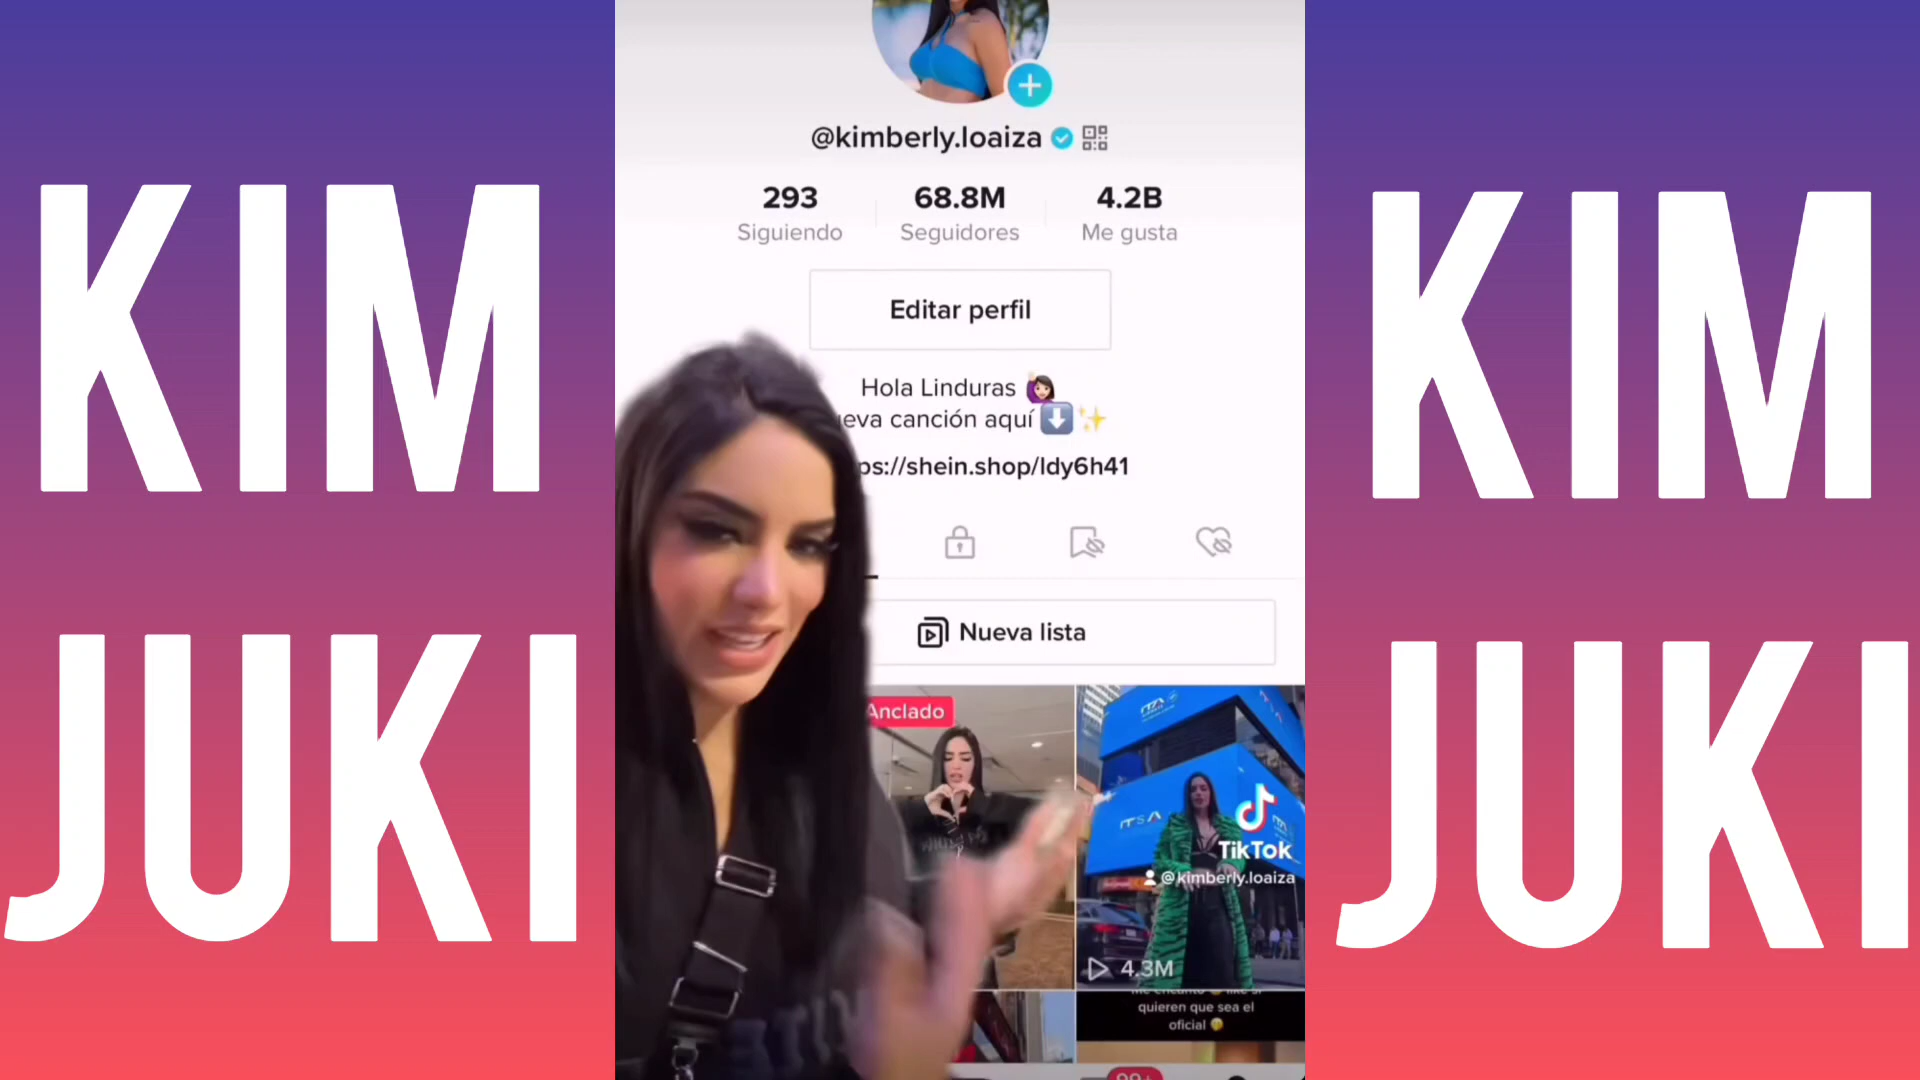 KIM
JUKI
@kimberly.loaiza
293
Siguiendo
68.8M
Seguidores
4.2B
Me gusta
Editar perfil
Hola Linduras
eva canción aquí
ps://shein.shop/ldy6h41
Nueva lista
Anclado
ITSA
TikTok
@kimberly.loaiza
4.3M
quieren que sea el
oficial
KIM
JUKI